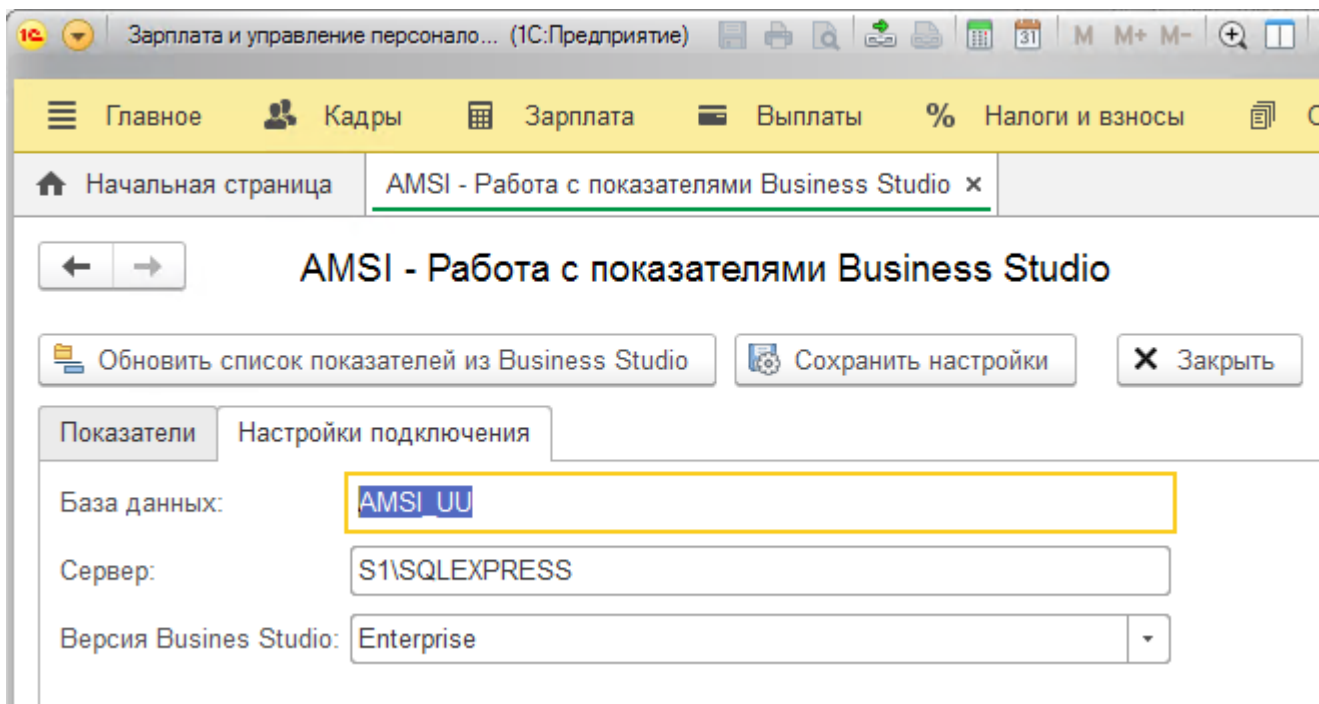 1С Зарплата и управление персонало... (1С:Предприятие) 31 M M+ M-
Главное Кадры Зарплата Выплаты % Налоги и взносы
Начальная страница AMSI - Работа с показателями Business Studio ×
AMSI - Работа с показателями Business Studio
Обновить список показателей из Business Studio Сохранить настройки Закрыть
Показатели Настройки подключения
База данных: AMSI_UU
Сервер: S1\SQLEXPRESS
Версия Busines Studio: Enterprise